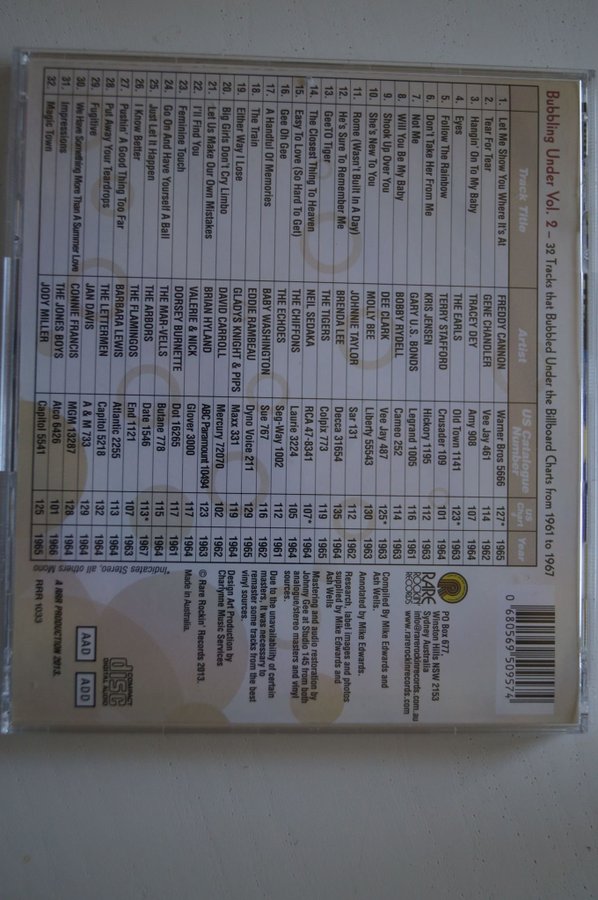 Bubbling Under Vol. 2 – 32 Tracks that Bubbled Under the Billboard Charts from 1961 to 1967
Track Title Artist US Catalogue Number US Chart Year
1. Let Me Show You Where It's At FREDDY CANNON Warner Bros 5666 127* 1965
2. Tear For Tear GENE CHANDLER Vee Jay 461 114 1962
3. Hangin' On To My Baby TRACEY DEY Amy 908 107 1964
4. Eyes THE EARLS Old Town 1141 123* 1963
5. Follow The Rainbow TERRY STAFFORD Crusader 109 101 1964
6. Don't Take Her From Me KRIS JENSEN Hickory 1195 112 1963
7. Not Me GARY U.S. BONDS Legrand 1005 116 1961
8. Will You Be My Baby BOBBY RYDELL Cameo 252 114 1963
9. Shook Up Over You DEE CLARK Vee Jay 487 125* 1963
10. She's New To You MOLLY BEE Liberty 55543 130 1963
11. Rome (Wasn't Built In A Day) JOHNNIE TAYLOR Sar 131 112 1962
12. He's Sure To Remember Me BRENDA LEE Decca 31654 135 1964
13 GeeTO Tiger THE TIGERS Colpix 773 119 1965
14. The Closest Thing To Heaven NEIL SEDAKA RCA 47-8341 107* 1964
15. Easy To Love (So Hard To Get) THE CHIFFONS Laurie 3224 105 1964
16 Gee Oh Gee THE ECHOES Seg-Way 1002 112 1961
17. A Handful Of Memories BABY WASHINGTON Sue 767 116 1962
18. The Train EDDIE RAMBEAU Dyno Voice 211 129 1965
19. Either Way I Lose GLADYS KNIGHT & PIPS Maxx 331 119 1964
20. Big Girls Don't Cry Limbo DAVID CARROLL Mercury 72070 102 1962
21. Let Us Make Our Own Mistakes BRIAN HYLAND ABC Paramount 10494 123 1963
22. I'll Find You VALERIE & NICK Glover 3000 117 1964
23. Feminine Touch DORSEY BURNETTE Dot 16265 117 1961
24. Go On And Have Yourself A Ball THE MAR-VELLS Butane 778 115 1964
25. Just Let It Happen THE ARBORS Date 1546 113* 1967
26. I Know Better THE FLAMINGOS End 1121 107 1963
27. Pushin' A Good Thing Too Far BARBARA LEWIS Atlantic 2255 113 1964
28. Put Away Your Teardrops THE LETTERMEN Capitol 5218 132 1964
29. Fugitive JAN DAVIS A & M 733 129 1964
30. We Have Something More Than A Summer Love CONNIE FRANCIS MGM 13287 128 1964
31. Impressions THE JONES BOYS Atco 6426 101 1966
32. Magic Town JODY MILLER Capitol 5541 125 1965
*Indicates Stereo, all others Mono
0 680569 509574
RARE ROCKIN' RECORDS
PO Box 677,
Winston Hills, NSW 2153
Sydney Australia
info@rarerockinrecords.com.au
www.rarerockinrecords.com
Compiled By Mike Edwards and
Ash Wells.
Annotated by Mike Edwards.
Research, label images and photos
supplied by Mike Edwards and
Ash Wells
Mastering and audio restoration by
Johnny Gee at Studio 145 from both
analogue/stereo masters and vinyl
sources.
Due to the unavailability of certain
masters, it was necessary to
remaster some tracks from the best
vinyl sources.
Design Art Production by
Charlyme Music Services
© Rare Rockin' Records 2013.
Made in Australia.
AAD ADD
COMPACT
disc
DIGITAL AUDIO
A RRR PRODUCTION 2013.
RRR 1033